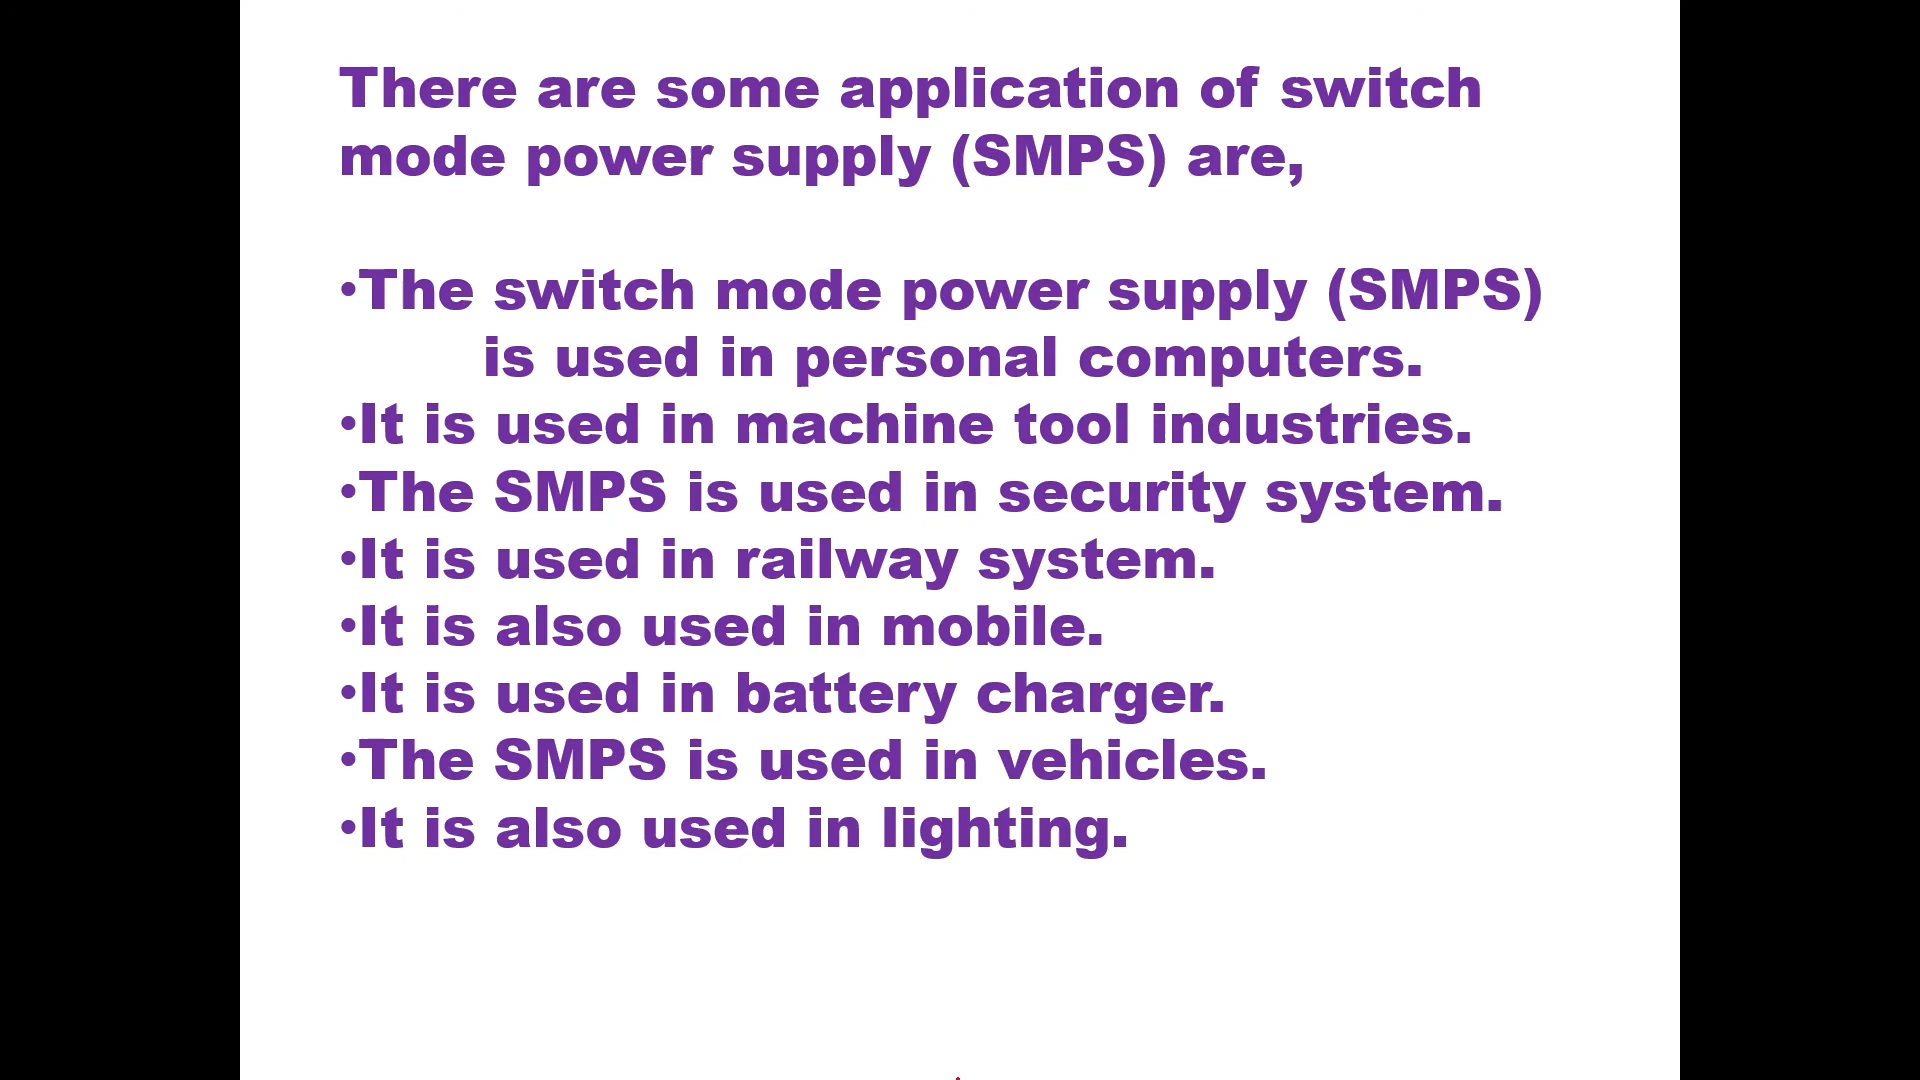 There are some application of switch
mode power supply (SMPS) are,
•The switch mode power supply (SMPS)
is used in personal computers.
•It is used in machine tool industries.
•The SMPS is used in security system.
•It is used in railway system.
•It is also used in mobile.
•It is used in battery charger.
•The SMPS is used in vehicles.
•It is also used in lighting.